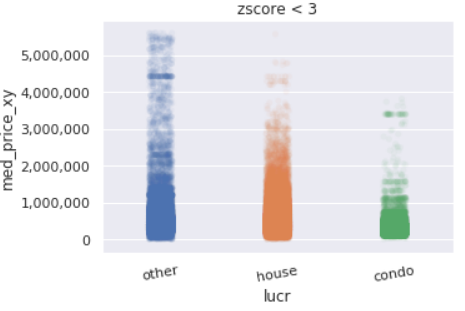 zscore < 3
med_price_xy
5,000,000
4,000,000
3,000,000
2,000,000
1,000,000
0
other
house
condo
lucr